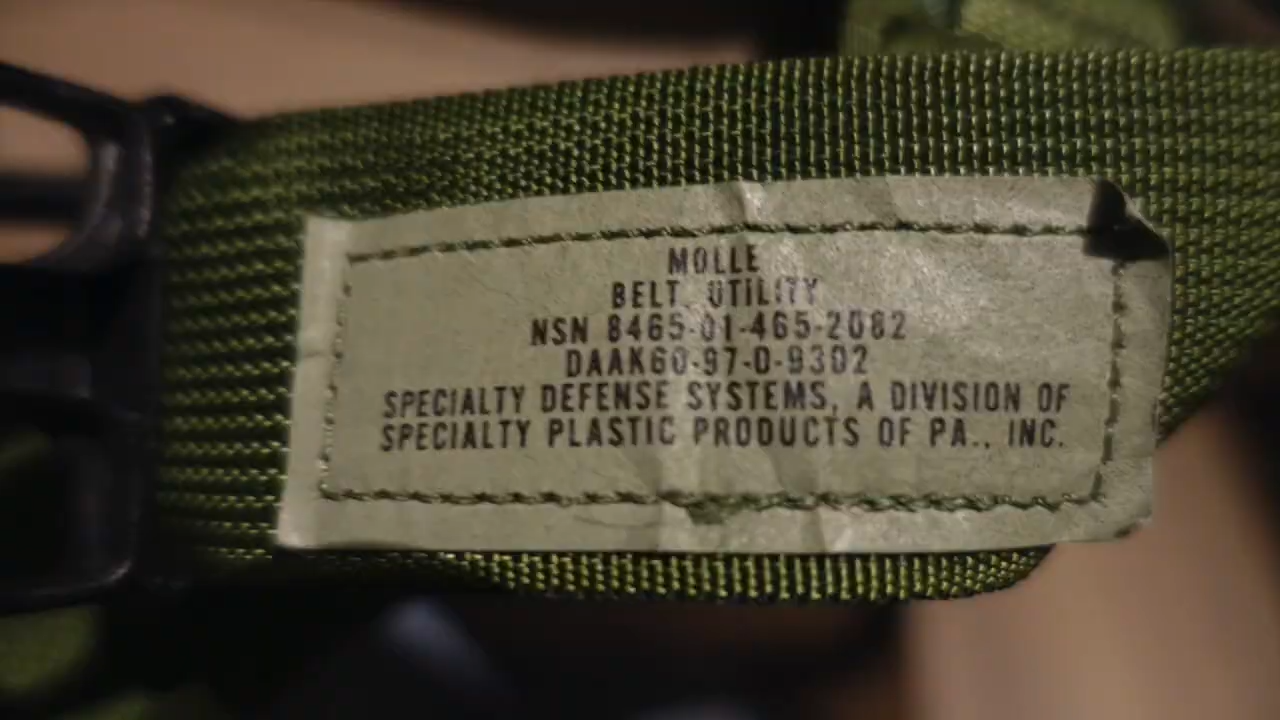 MOLLE
BELT, UTILITY
NSN 8465-01-465-2082
DAAK60-97-D-9302
SPECIALTY DEFENSE SYSTEMS, A DIVISION OF
SPECIALTY PLASTIC PRODUCTS OF PA., INC.